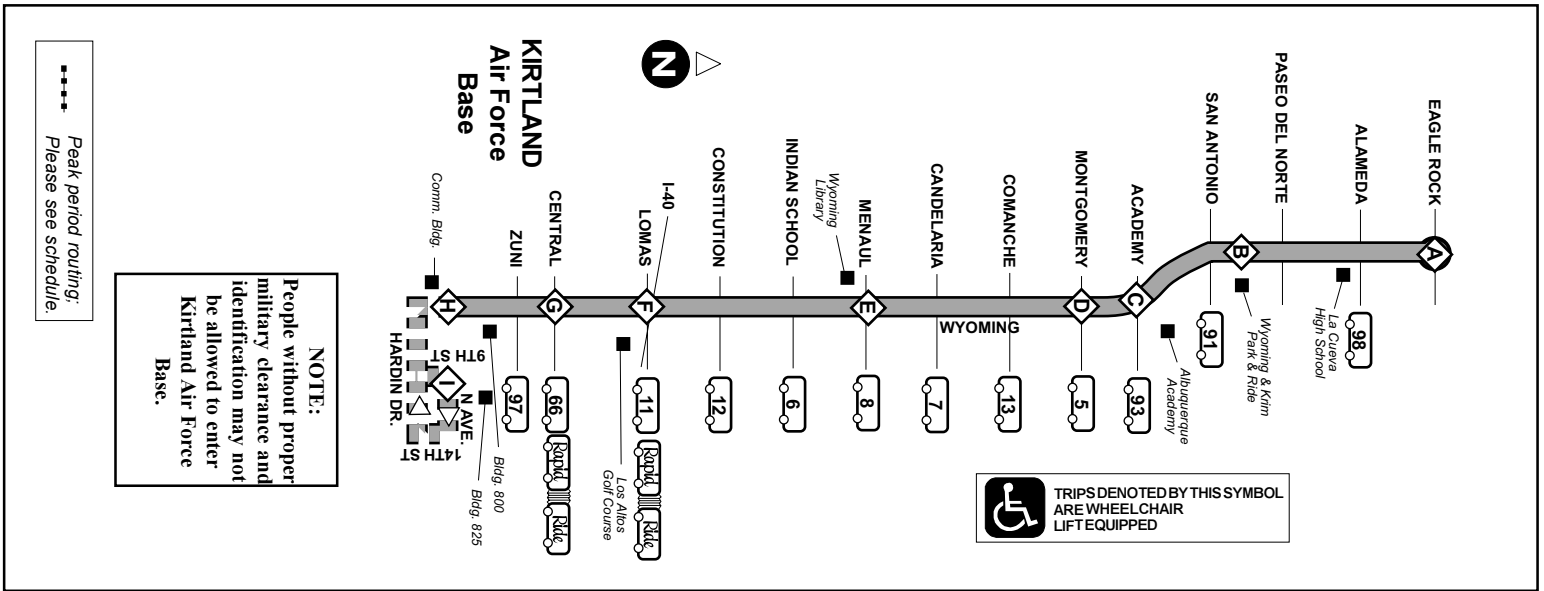 EAGLE ROCK
A
ALAMEDA
98
La Cueva
High School
PASEO DEL NORTE
B
Wyoming & Krim
Park & Ride
SAN ANTONIO
91
ACADEMY
C
93
Albuquerque
Academy
MONTGOMERY
D
5
COMANCHE
13
WYOMING
CANDELARIA
7
MENAUL
E
8
Wyoming
Library
INDIAN SCHOOL
6
CONSTITUTION
12
I-40
LOMAS
F
11
Rapid Ride
Los Altos
Golf Course
CENTRAL
G
66
Rapid Ride
ZUNI
97
H
Comm. Bldg.
Bldg. 800
Bldg. 825
9TH ST
I
N AVE.
HARDIN DR.
14TH ST
N
KIRTLAND
Air Force
Base
NOTE:
People without proper
military clearance and
identification may not
be allowed to enter
Kirtland Air Force
Base.
Peak period routing;
Please see schedule.
TRIPS DENOTED BY THIS SYMBOL
ARE WHEELCHAIR
LIFT EQUIPPED